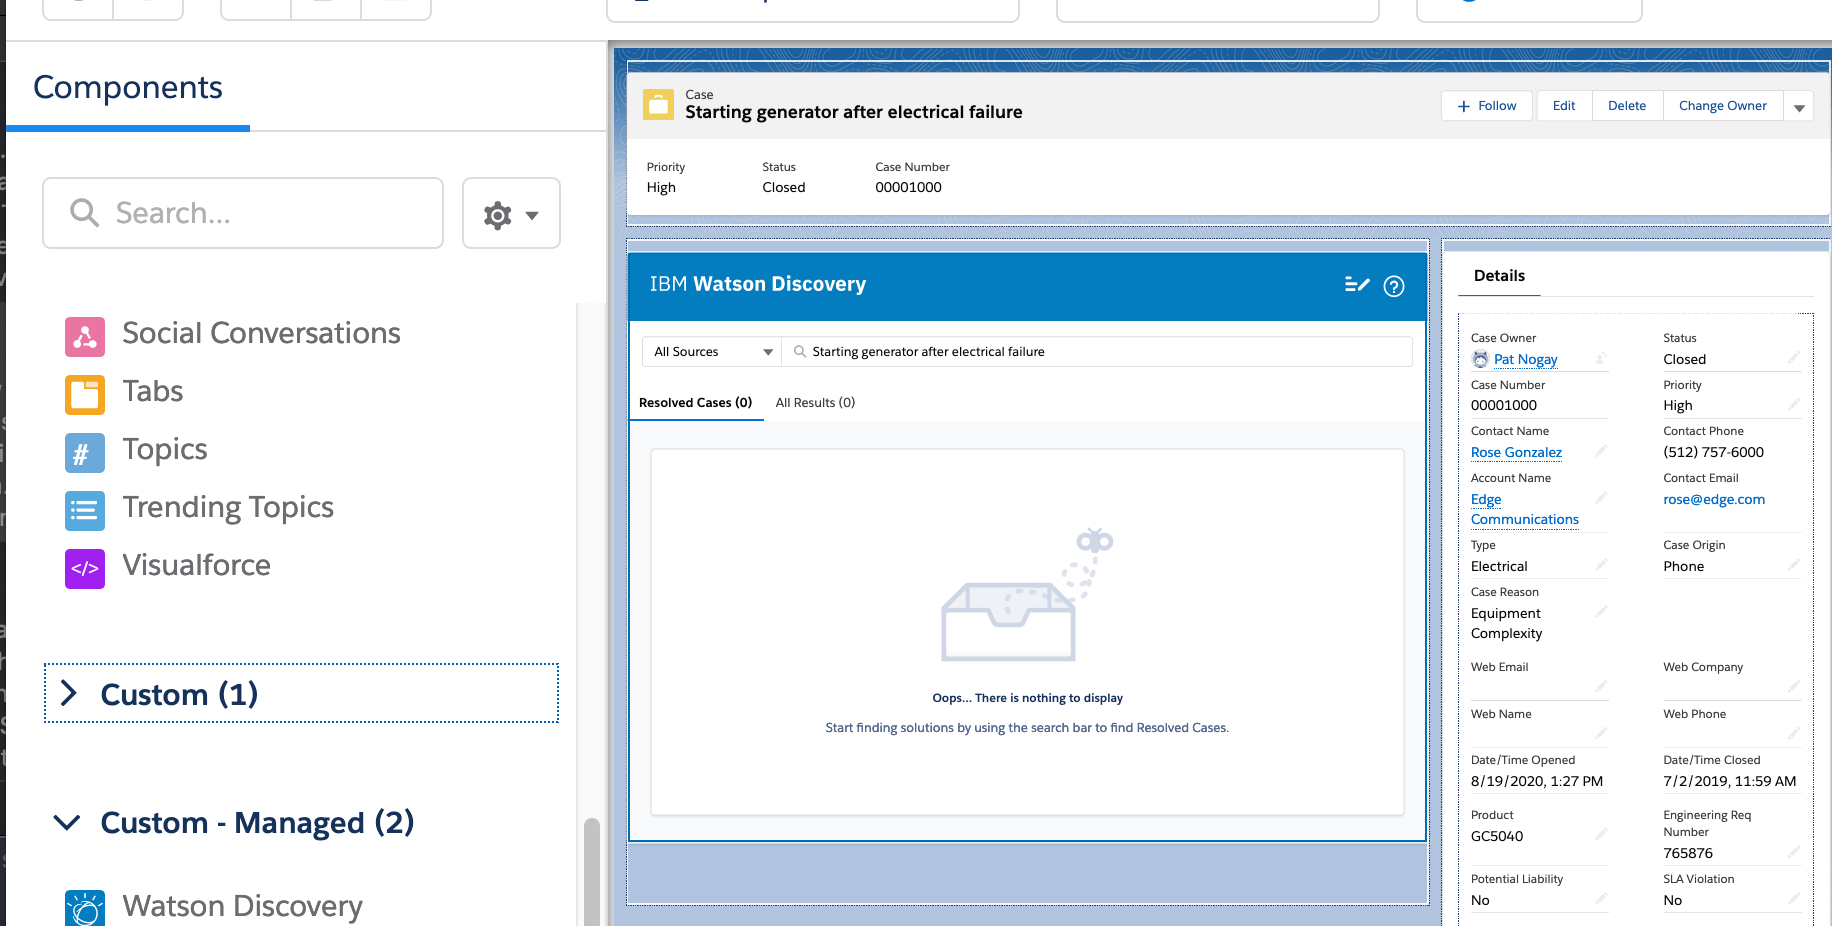 Components
Search...
Social Conversations
Tabs
#
Topics
Trending Topics
</>
Visualforce
Custom (1)
Custom - Managed (2)
Watson Discovery
Case
Starting generator after electrical failure
+ Follow
Edit
Delete
Change Owner
Priority
High
Status
Closed
Case Number
00001000
IBM Watson Discovery
?
All Sources
Starting generator after electrical failure
Resolved Cases (0)
All Results (0)
Oops... There is nothing to display
Start finding solutions by using the search bar to find Resolved Cases.
Details
Case Owner
Pat Nogay
Status
Closed
Case Number
00001000
Priority
High
Contact Name
Rose Gonzalez
Contact Phone
(512) 757-6000
Account Name
Edge
Communications
Contact Email
rose@edge.com
Type
Electrical
Case Origin
Phone
Case Reason
Equipment
Complexity
Web Email
Web Company
Web Name
Web Phone
Date/Time Opened
8/19/2020, 1:27 PM
Date/Time Closed
7/2/2019, 11:59 AM
Product
GC5040
Engineering Req
Number
765876
Potential Liability
No
SLA Violation
No